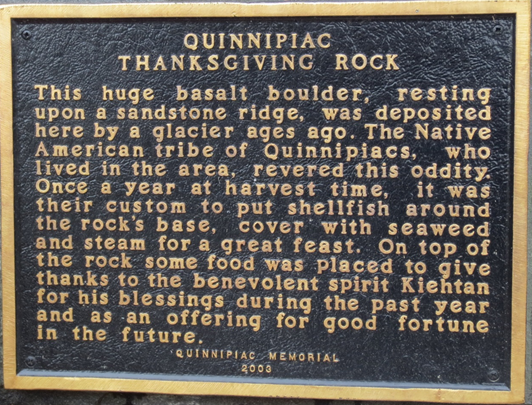 QUINNIPIAC
THANKSGIVING ROCK
This huge basalt boulder, resting
upon a sandstone ridge, was deposited
here by a glacier ages ago. The Native
American tribe of Quinnipiacs, who
lived in the area, revered this oddity.
Once a year at harvest time, it was
their custom to put shellfish around
the rock's base, cover with seaweed
and steam for a great feast. On top of
the rock some food was placed to give
thanks to the benevolent spirit Kiehtan
for his blessings during the past year
and, as an offering for good fortune
in the future.
QUINNIPIAC MEMORIAL
2003